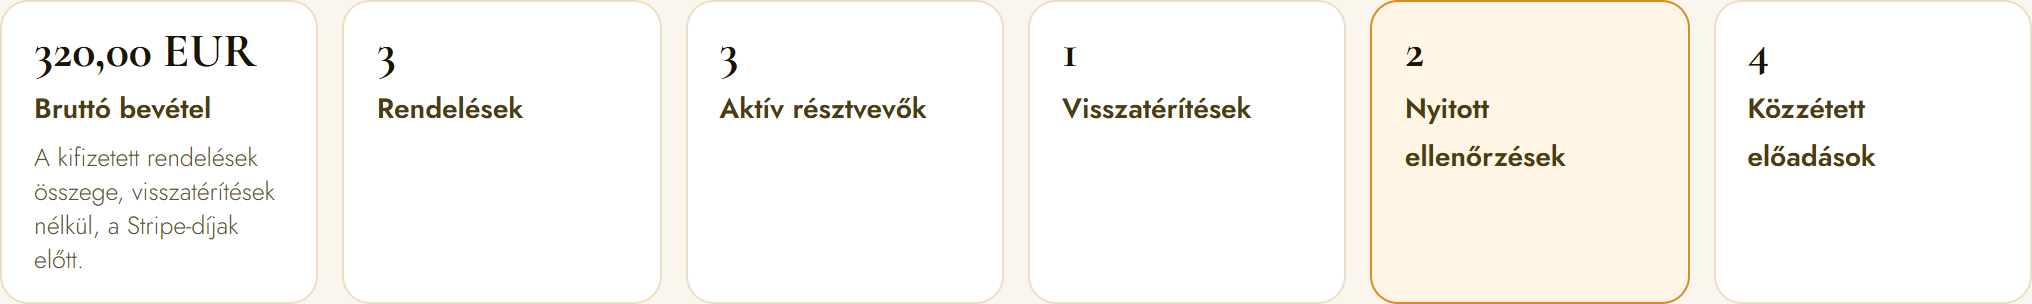 320,00 EUR
Bruttó bevétel
A kifizetett rendelések
összege, visszatérítések
nélkül, a Stripe-díjak
előtt.
3
Rendelések
3
Aktív résztvevők
1
Visszatérítések
2
Nyitott
ellenőrzések
4
Közzétett
előadások